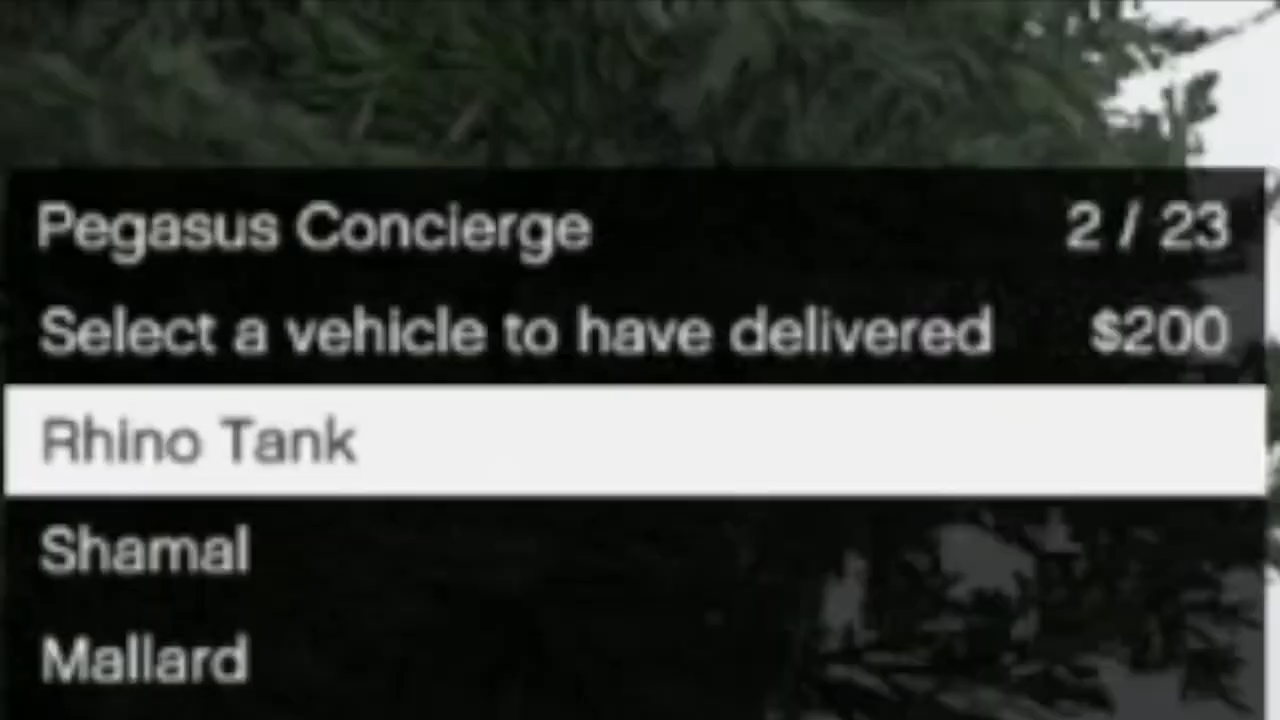 Pegasus Concierge 2 / 23
Select a vehicle to have delivered $200
Rhino Tank
Shamal
Mallard